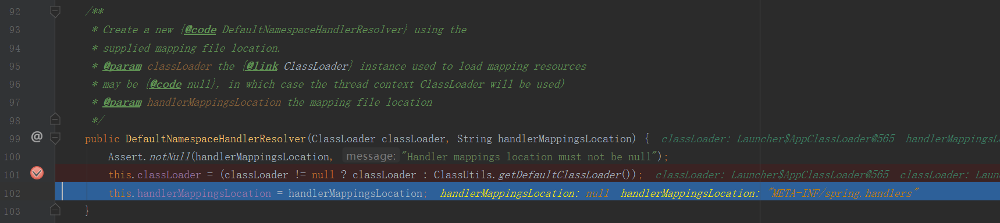 92 /**
93 * Create a new {@code DefaultNamespaceHandlerResolver} using the
94 * supplied mapping file location.
95 * @param classLoader the {@link ClassLoader} instance used to load mapping resources
96 * may be {@code null}, in which case the thread context ClassLoader will be used)
97 * @param handlerMappingsLocation the mapping file location
98 */
99 @ public DefaultNamespaceHandlerResolver(ClassLoader classLoader, String handlerMappingsLocation) { classLoader: Launcher$AppClassLoader@565 handlerMappingsL
100 Assert.notNull(handlerMappingsLocation, message: "Handler mappings location must not be null");
101 this.classLoader = (classLoader != null ? classLoader : ClassUtils.getDefaultClassLoader()); classLoader: Launcher$AppClassLoader@565 classLoader: Laun
102 this.handlerMappingsLocation = handlerMappingsLocation; handlerMappingsLocation: null handlerMappingsLocation: "META-INF/spring.handlers"
103 }